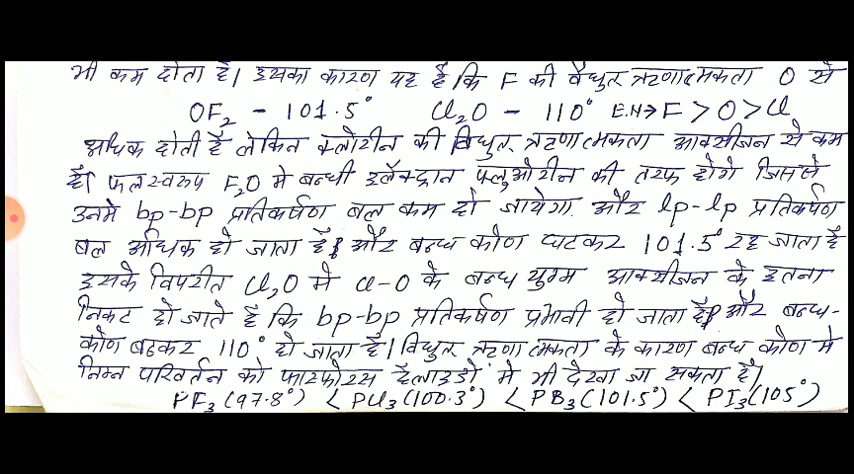 भी कम होता है। इसका कारण यह है कि F की वैधुत ऋणात्मकता O से
OF₂ - 101.5° Cl₂O - 110° E.N→ F > O > Cl
अधिक होती है लेकिन क्लोरीन की विधुत ऋणात्मकता आक्सीजन से कम
है। फलस्वरूप F₂O मे बन्धी इलैक्ट्रान फ्लुओरीन की तरफ होगे जिससे
उनमे bp-bp प्रतिकर्षण बल कम हो जायेगा. और lp-lp प्रतिकर्षण
बल अधिक हो जाता है। और बन्ध कोण घटकर 101.5° रह जाता है
इसके विपरीत Cl₂O मे Cl-O के बन्ध युग्म आक्सीजन के इतना
निकट हो जाते है कि bp-bp प्रतिकर्षण प्रभावी हो जाता है। और बन्ध-
कोण बढकर 110° हो जाता है। विधुत ऋणात्मकता के कारण बन्ध कोण मे
निम्न परिवर्तन को फास्फोरस हैलाइडो मे भी देखा जा सकता है।
PF₃ (97.8°) < PCl₃ (100.3°) < PB₃ (101.5°) < PI₃ (105°)